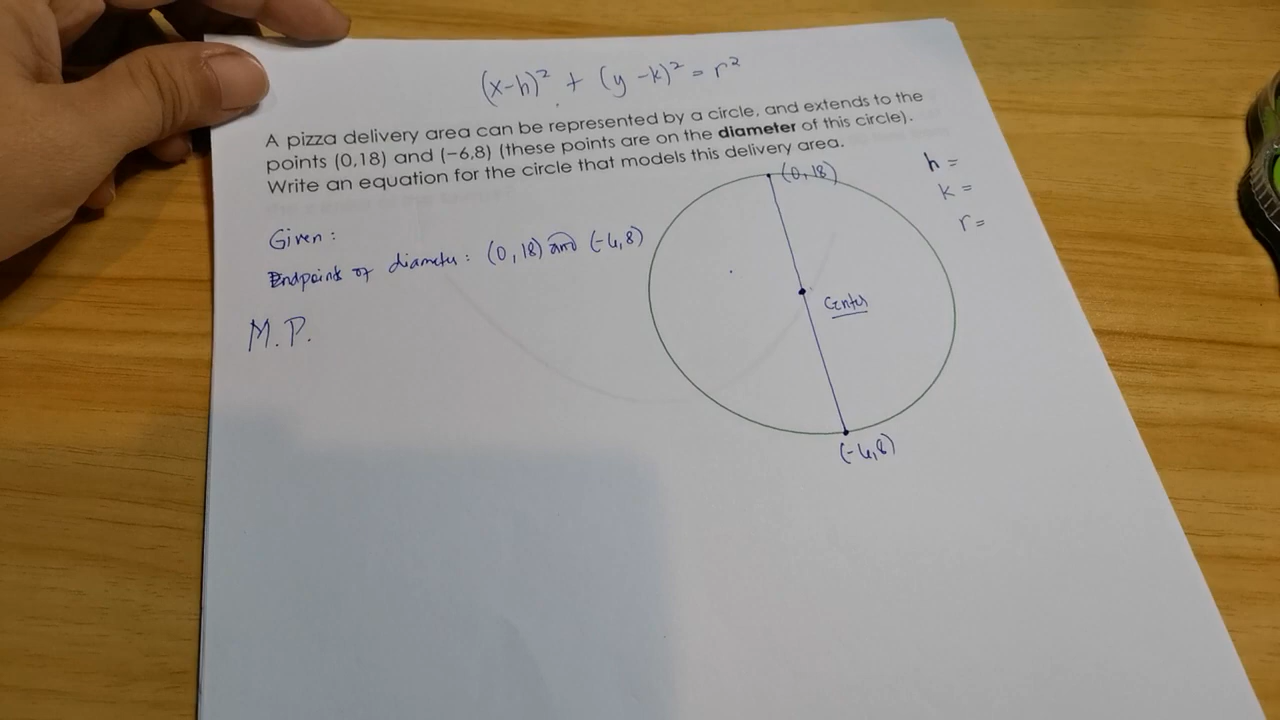 (x-h)² + (y-k)² = r²
A pizza delivery area can be represented by a circle, and extends to the
points (0,18) and (−6,8) (these points are on the diameter of this circle).
Write an equation for the circle that models this delivery area.
h =
k =
r =
(0,18)
Given:
Endpoints of diameter: (0,18) and (-6,8)
Center
M.P.
(-6,8)